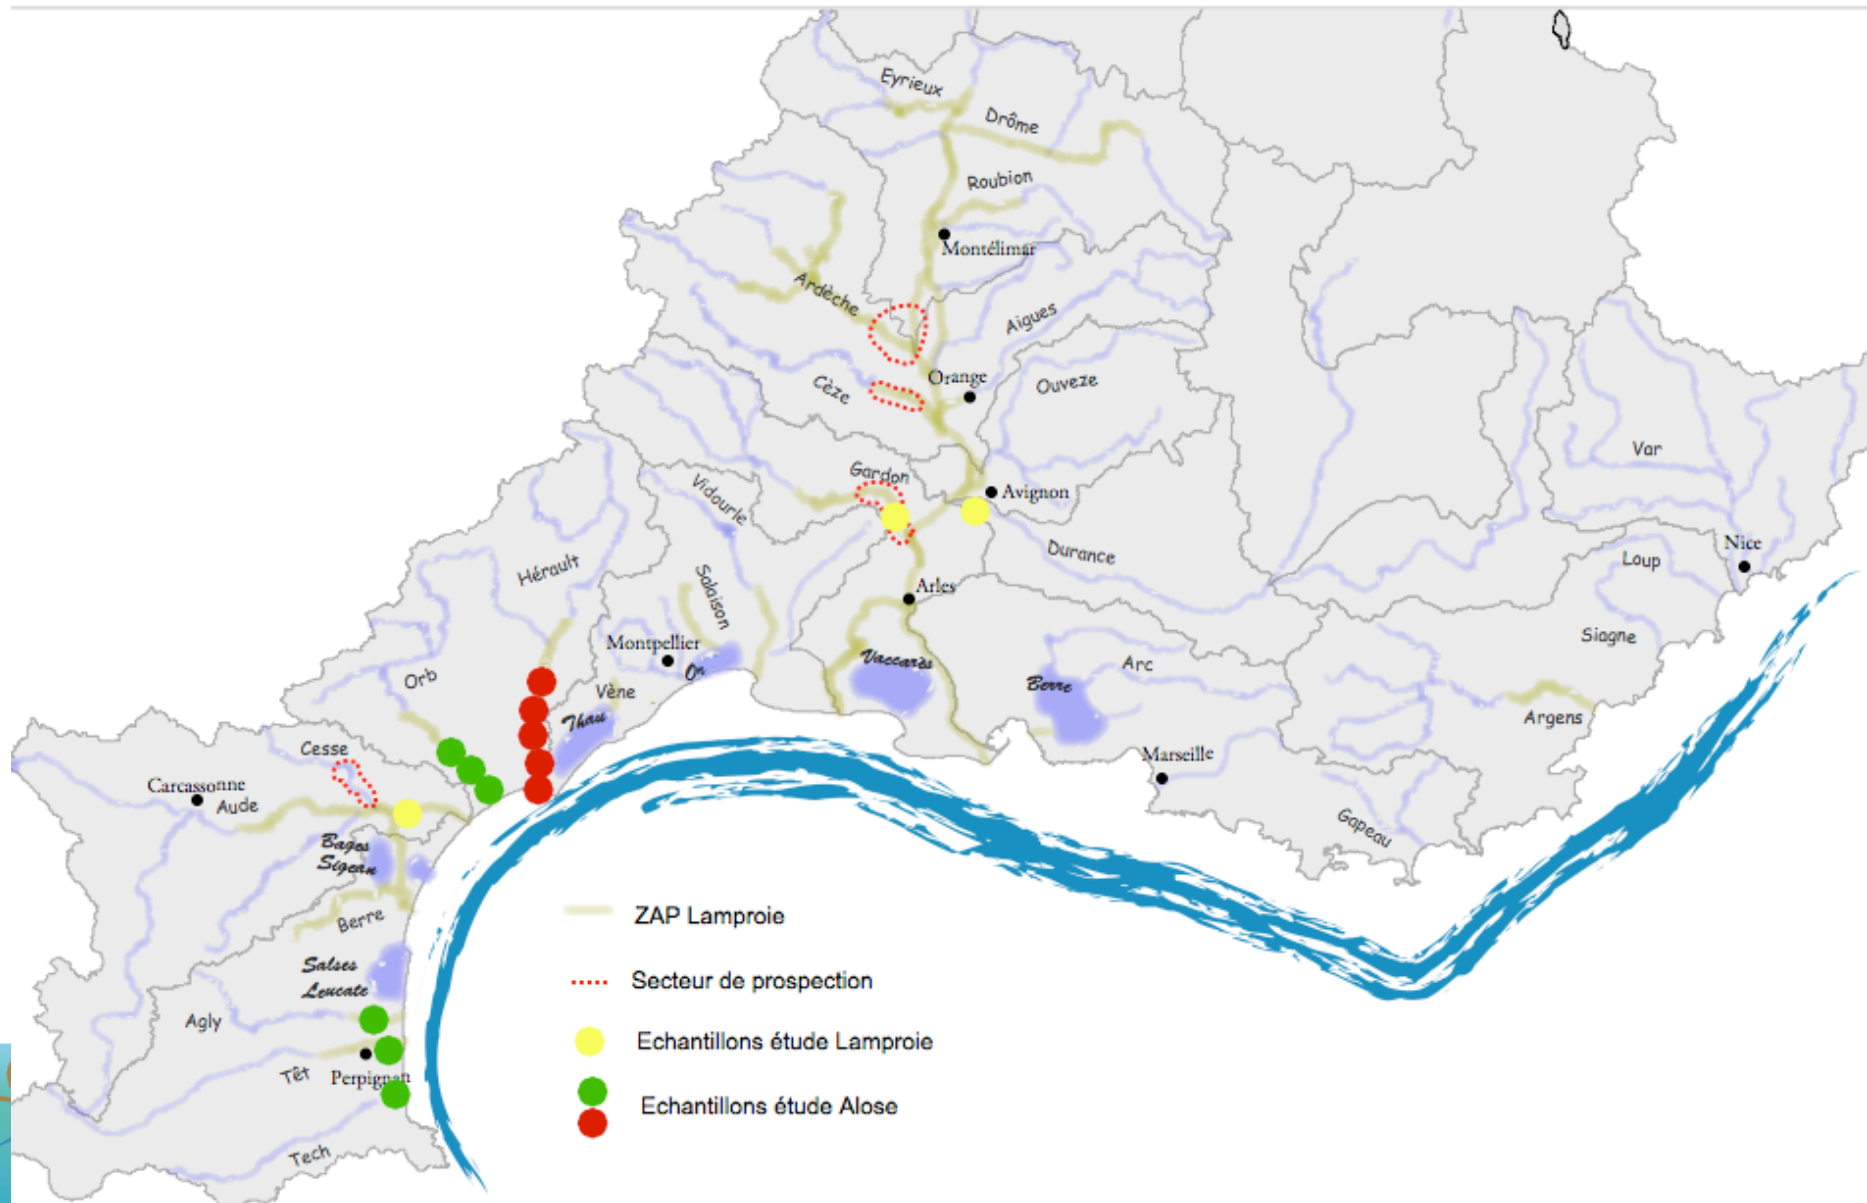 Eyrieux
Drôme
Roubion
Montélimar
Ardèche
Aigues
Orange
Ouveze
Cèze
Var
Gardon
Avignon
Vidourle
Durance
Nice
Loup
Hérault
Salaison
Arles
Montpellier
Or
Siagne
Vaccarès
Arc
Orb
Vène
Berre
Thau
Argens
Cesse
Marseille
Carcassonne
Aude
Gapeau
Bages
Sigean
Berre
ZAP Lamproie
Salses
Leucate
Secteur de prospection
Agly
Echantillons étude Lamproie
Têt
Perpignan
Echantillons étude Alose
Tech